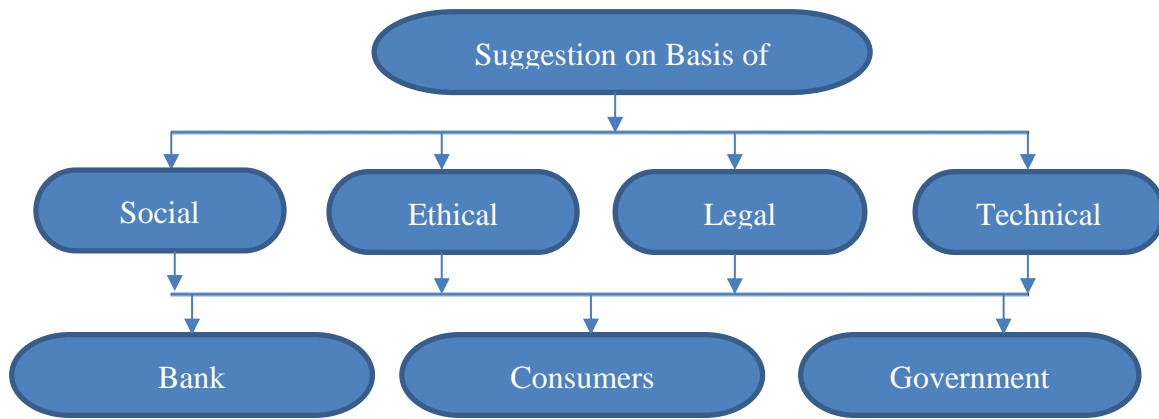 Suggestion on Basis of
Social
Ethical
Legal
Technical
Bank
Consumers
Government